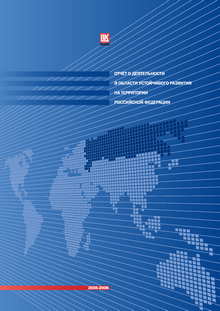 ОТЧЕТ О ДЕЯТЕЛЬНОСТИ
В ОБЛАСТИ УСТОЙЧИВОГО РАЗВИТИЯ
НА ТЕРРИТОРИИ
РОССИЙСКОЙ ФЕДЕРАЦИИ
2005-2006